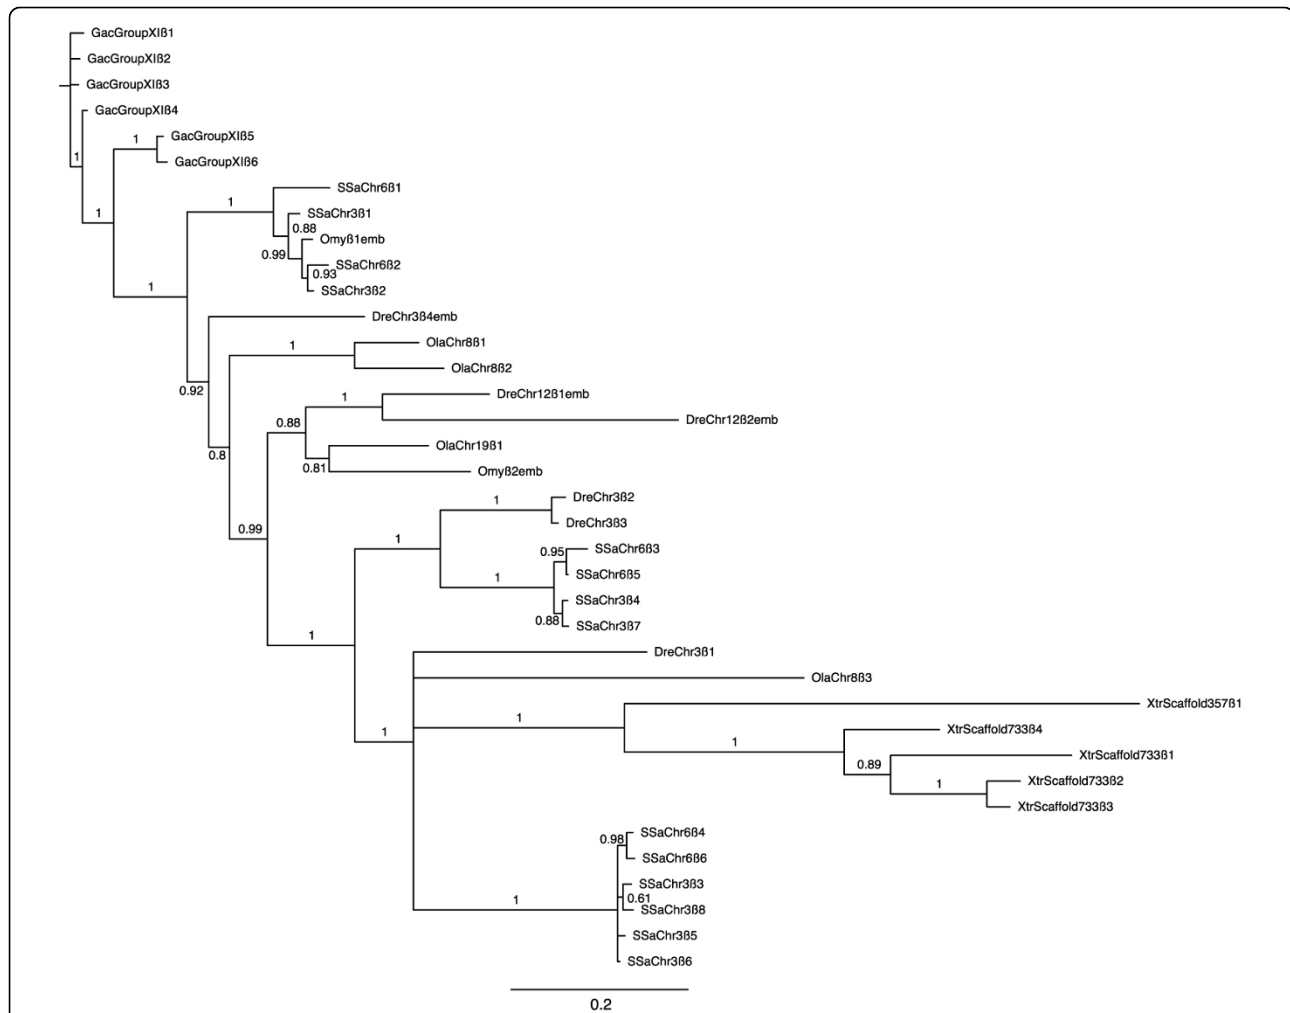 GacGroupXIß1
GacGroupXIß2
GacGroupXIß3
GacGroupXIß4
1
GacGroupXIß5
1
GacGroupXIß6
SSaChr6ß1
1
1
SSaChr3ß1
0.88
Omyß1emb
0.99
SSaChr6ß2
0.93
SSaChr3ß2
1
DreChr3ß4emb
OlaChr8ß1
1
OlaChr8ß2
0.92
DreChr12ß1emb
1
DreChr12ß2emb
0.88
OlaChr19ß1
0.8
0.81
Omyß2emb
DreChr3ß2
1
DreChr3ß3
0.99
1
SSaChr6ß3
0.95
SSaChr6ß5
1
SSaChr3ß4
0.88
SSaChr3ß7
1
DreChr3ß1
OlaChr8ß3
XtrScaffold357ß1
1
XtrScaffold733ß4
1
1
XtrScaffold733ß1
0.89
XtrScaffold733ß2
1
XtrScaffold733ß3
SSaChr6ß4
0.98
SSaChr6ß6
SSaChr3ß3
0.61
1
SSaChr3ß8
SSaChr3ß5
SSaChr3ß6
0.2